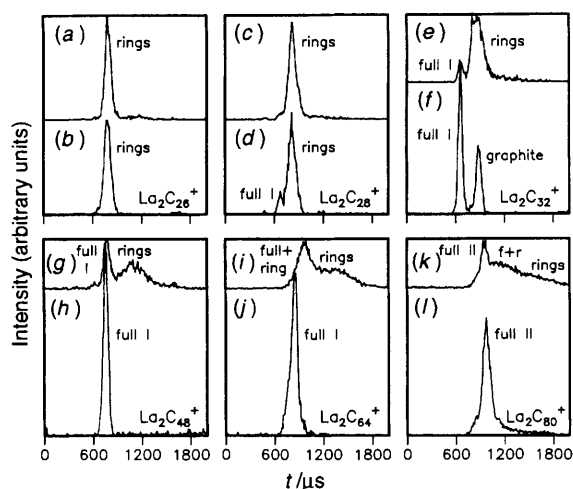 Intensity (arbitrary units)
(a)
rings
(b)
rings
La2C26+
(c)
rings
(d)
rings
full I
La2C28+
(e)
full I
rings
(f)
full I
graphite
La2C32+
(g)
full I
rings
(h)
full I
La2C48+
(i)
full+ ring
rings
(j)
full I
La2C64+
(k)
full II
f+r
rings
(l)
full II
La2C80+
0 600 1200 1800
0 600 1200 1800
0 600 1200 1800
t/µs